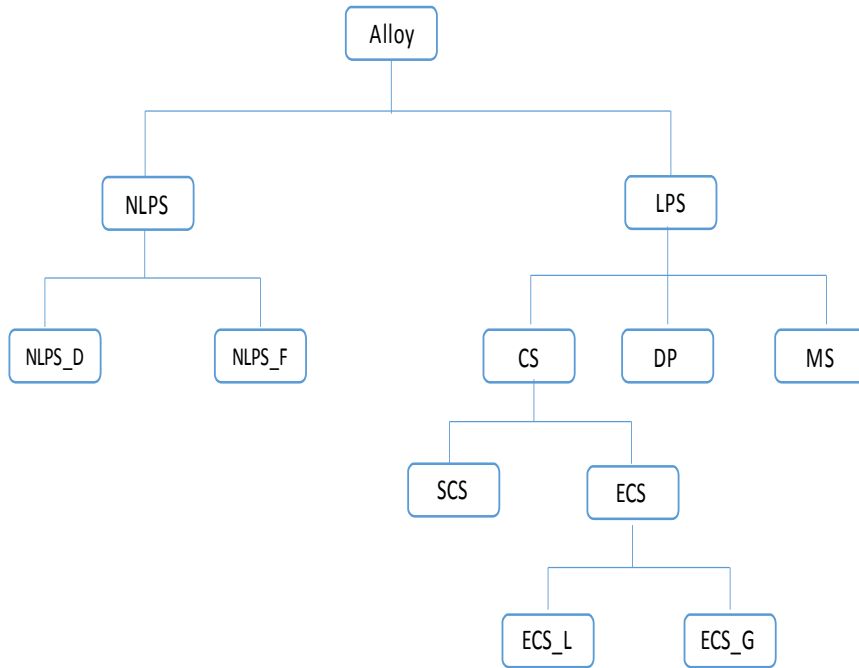 Alloy
NLPS
LPS
NLPS_D
NLPS_F
CS
DP
MS
SCS
ECS
ECS_L
ECS_G